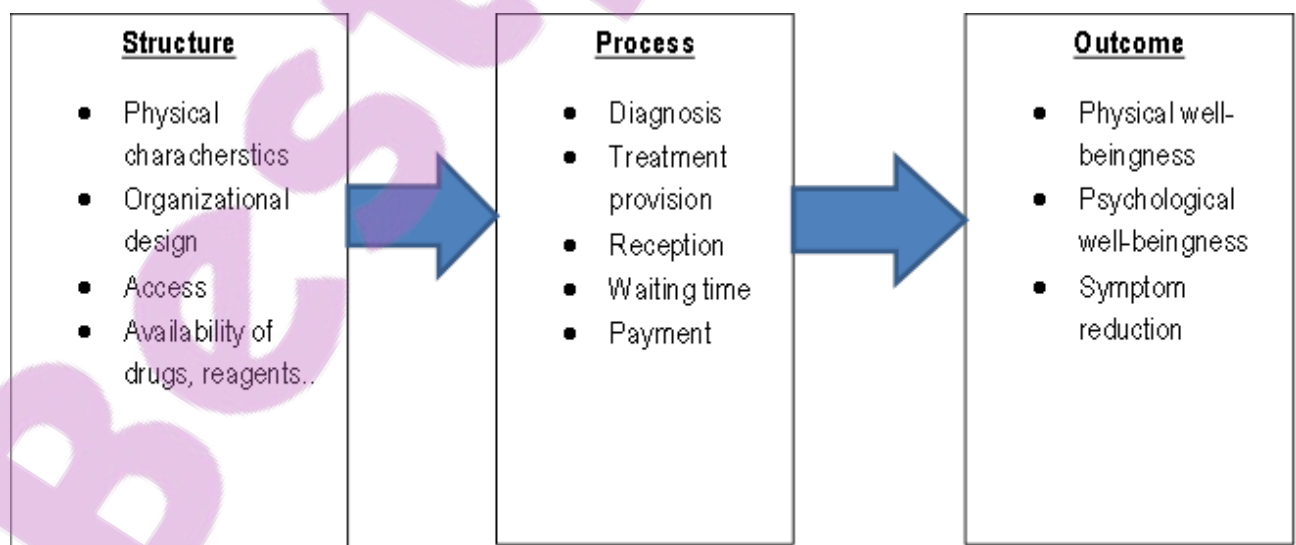 Structure
● Physical
characherstics
● Organizational
design
● Access
● Availability of
drugs, reagents..
Process
● Diagnosis
● Treatment
provision
● Reception
● Waiting time
● Payment
Outcome
● Physical well-
beingness
● Psychological
well-beingness
● Symptom
reduction